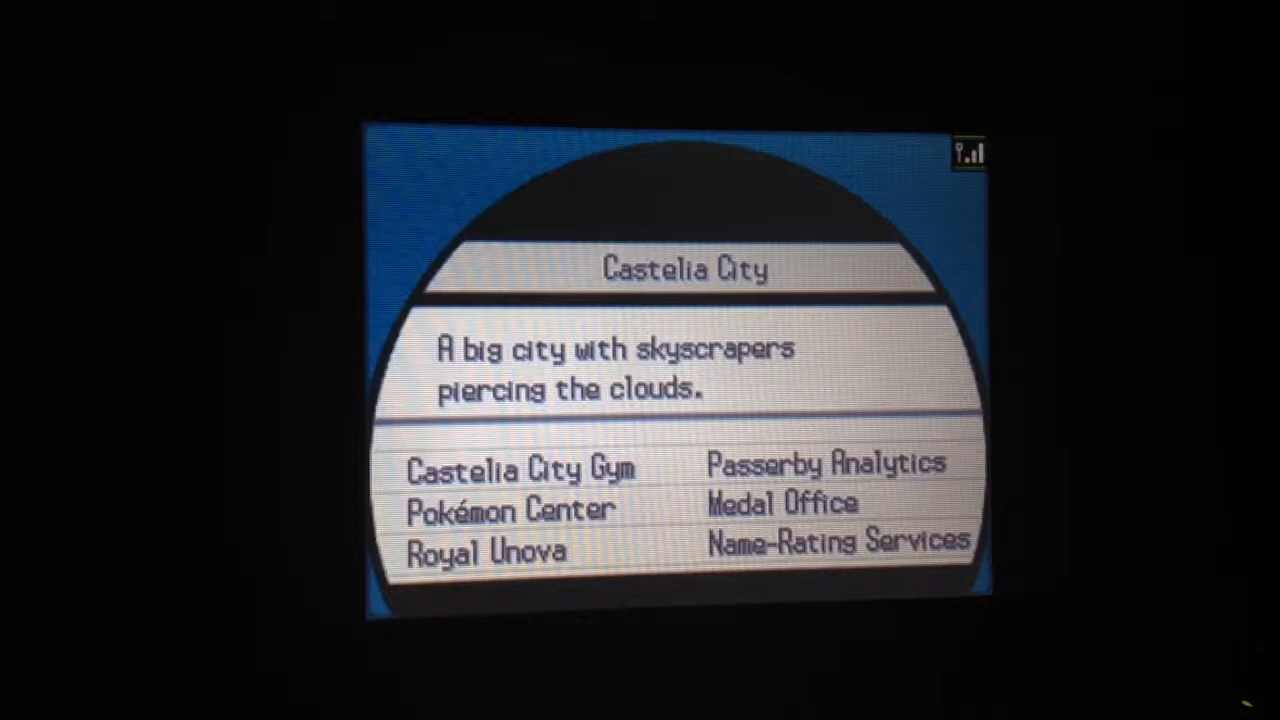 Castelia City
A big city with skyscrapers
piercing the clouds.
Castelia City Gym
Passerby Analytics
Pokémon Center
Medal Office
Royal Unova
Name-Rating Services